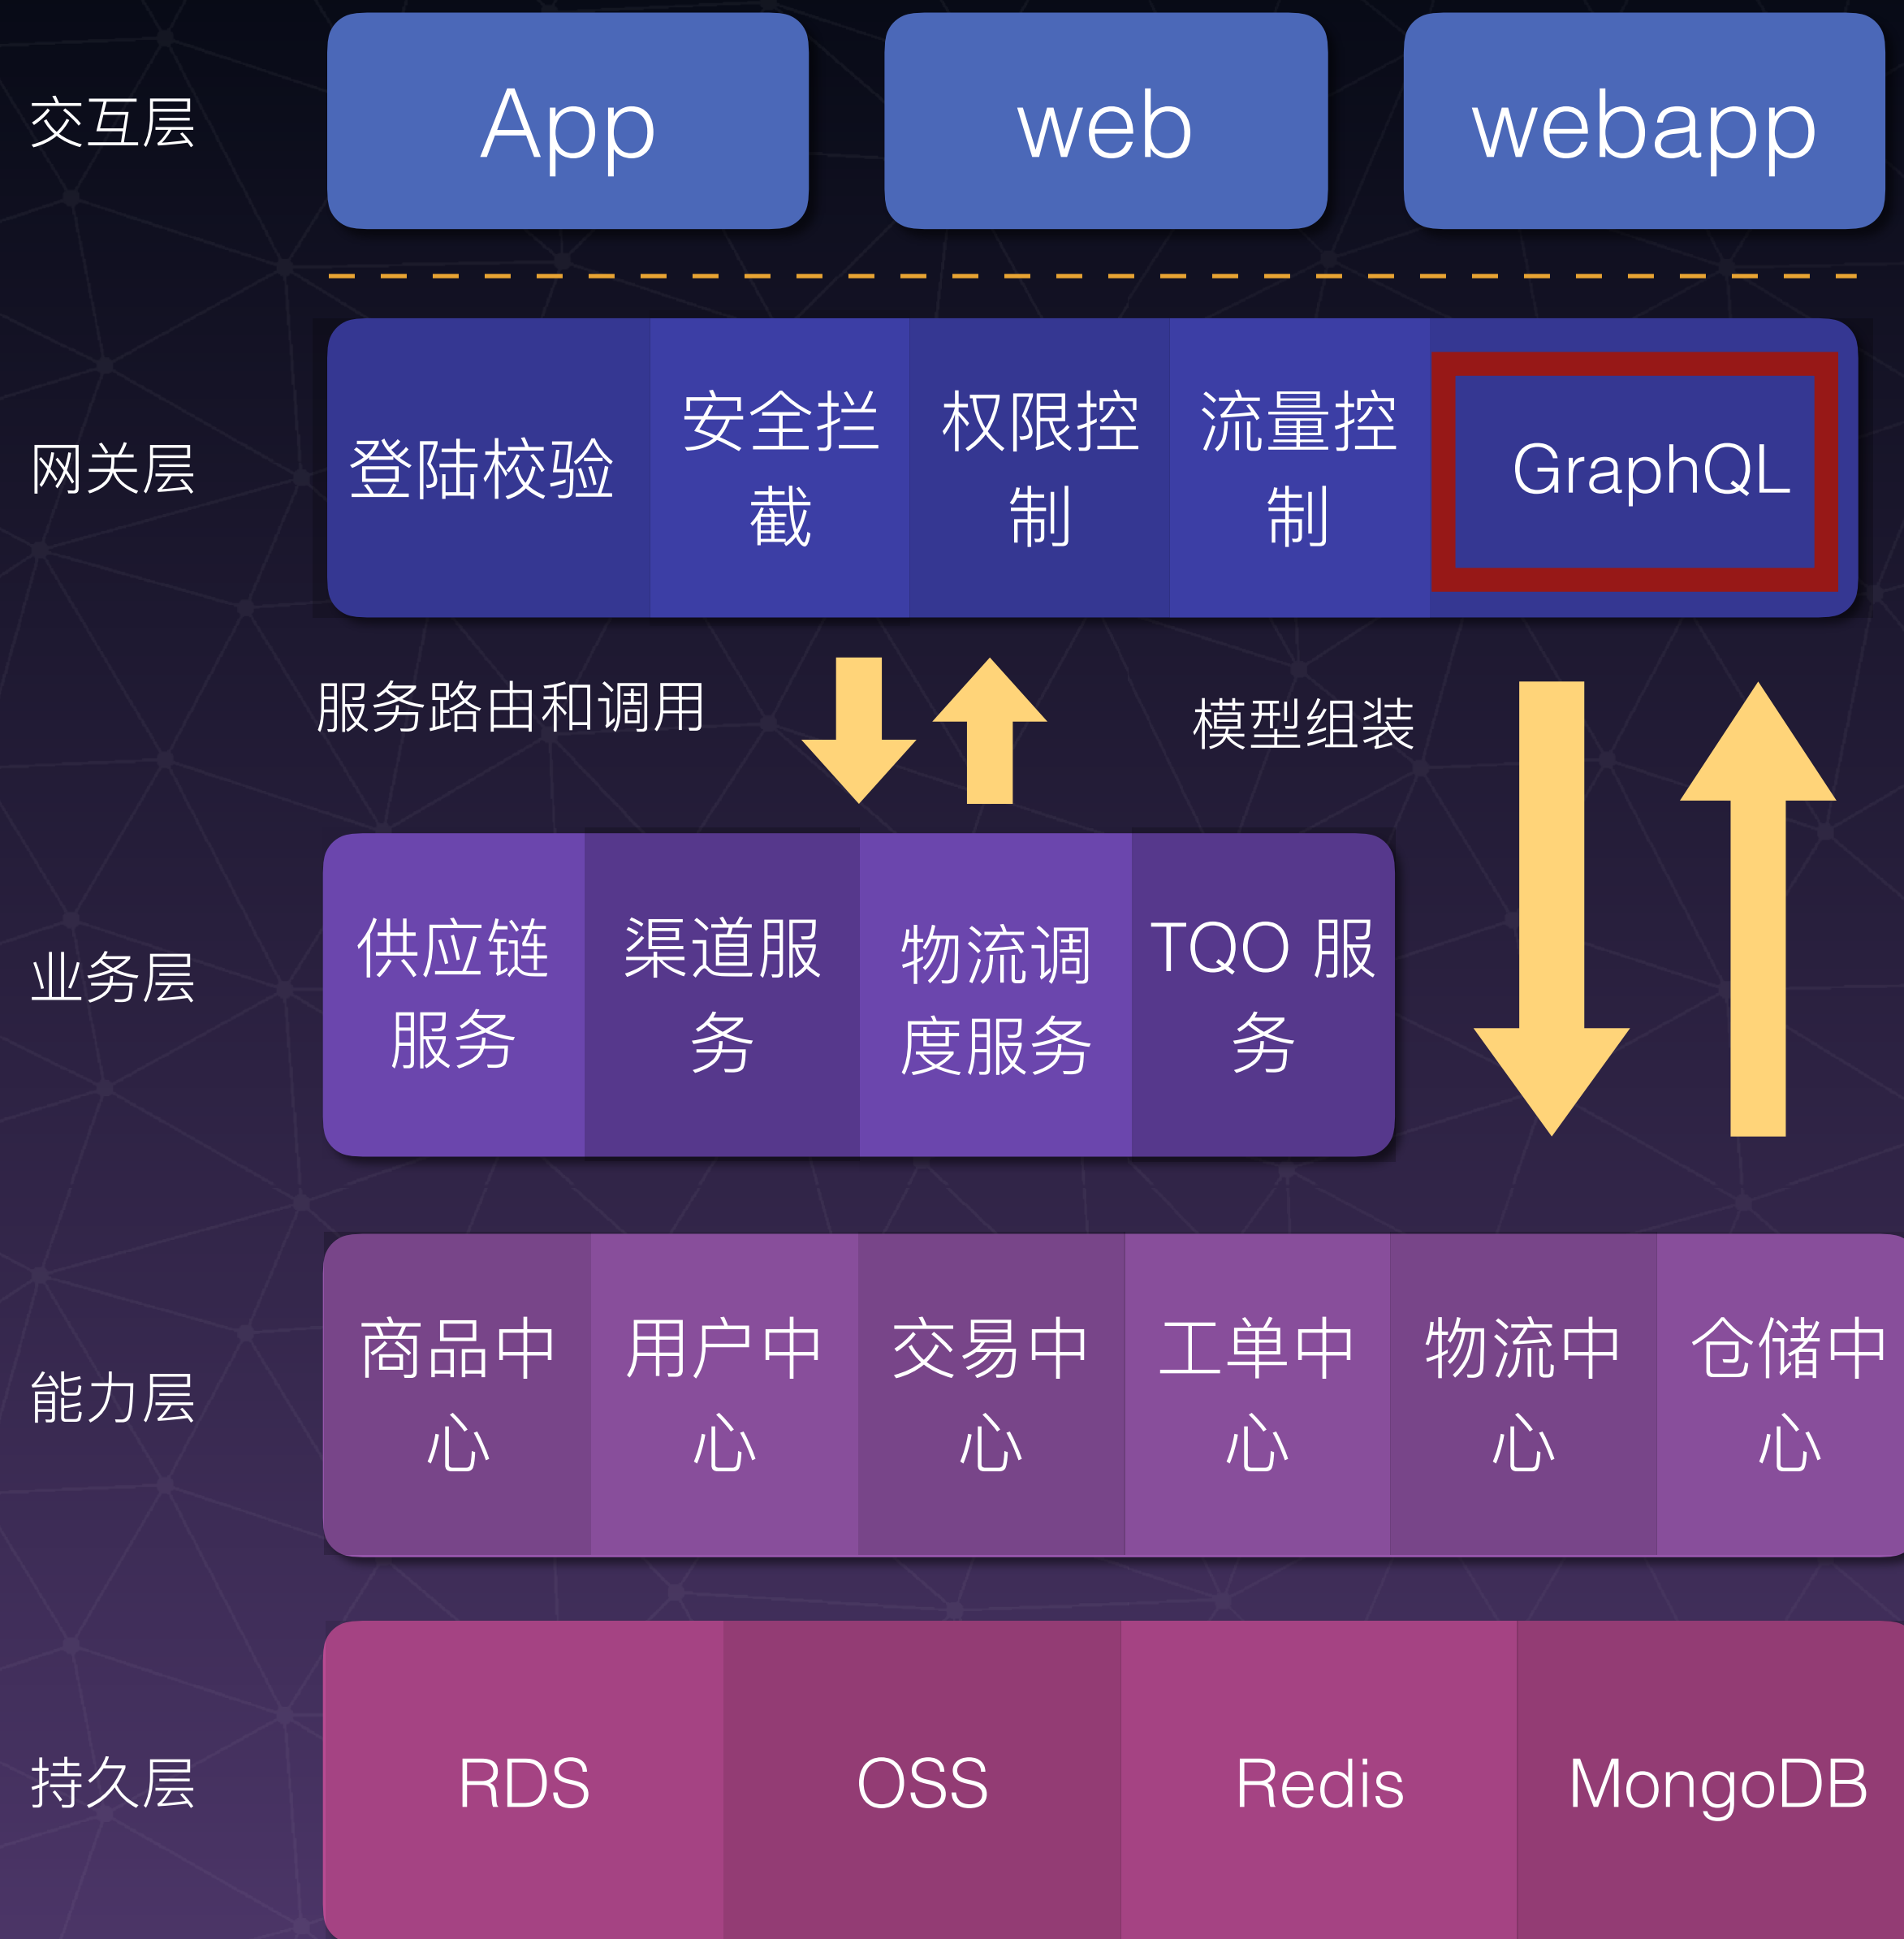 交互层
App
web
webapp
网关层
登陆校验
安全拦
截
权限控
制
流量控
制
GraphQL
服务路由和调用
模型组装
业务层
供应链
服务
渠道服
务
物流调
度服务
TQO 服
务
能力层
商品中
心
用户中
心
交易中
心
工单中
心
物流中
心
仓储中
心
持久层
RDS
OSS
Redis
MongoDB